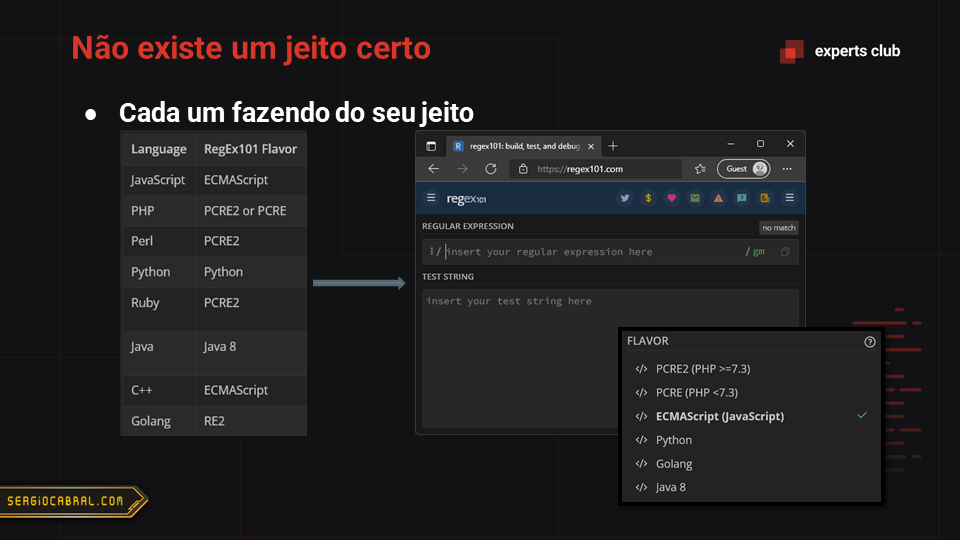 Não existe um jeito certo
experts club
● Cada um fazendo do seu jeito
Language RegEx101 Flavor
JavaScript ECMAScript
PHP PCRE2 or PCRE
Perl PCRE2
Python Python
Ruby PCRE2
Java Java 8
C++ ECMAScript
Golang RE2
R regex101: build, test, and debug
https://regex101.com
Guest
regex101
REGULAR EXPRESSION
no match
/ insert your regular expression here / gm
TEST STRING
insert your test string here
FLAVOR
</> PCRE2 (PHP >=7.3)
</> PCRE (PHP <7.3)
</> ECMAScript (JavaScript)
</> Python
</> Golang
</> Java 8
SERGIOCABRAL.COM